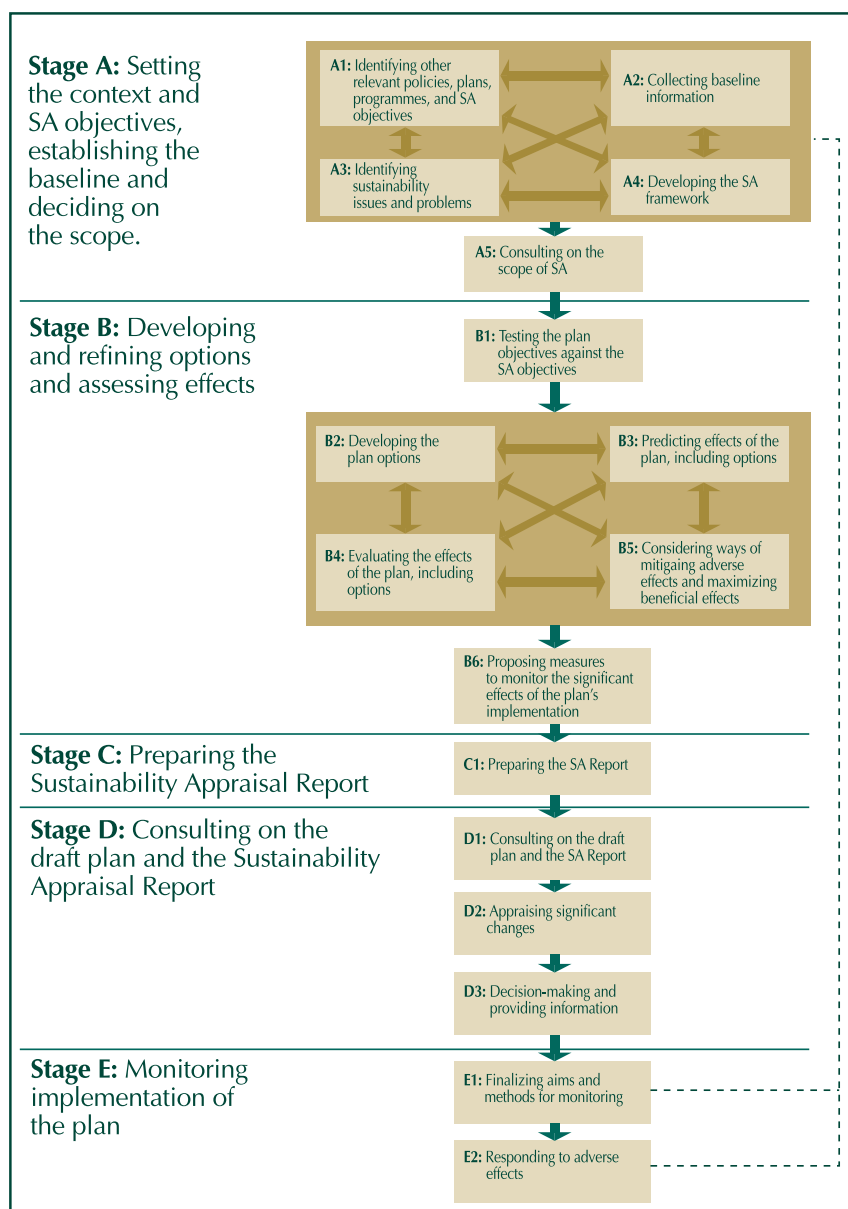 Stage A: Setting
the context and
SA objectives,
establishing the
baseline and
deciding on
the scope.
A1: Identifying other
relevant policies, plans,
programmes, and SA
objectives
A2: Collecting baseline
information
A3: Identifying
sustainability
issues and problems
A4: Developing the SA
framework
A5: Consulting on the
scope of SA
Stage B: Developing
and refining options
and assessing effects
B1: Testing the plan
objectives against the
SA objectives
B2: Developing the
plan options
B3: Predicting effects of the
plan, including options
B4: Evaluating the effects
of the plan, including
options
B5: Considering ways of
mitigaing adverse
effects and maximizing
beneficial effects
B6: Proposing measures
to monitor the significant
effects of the plan’s
implementation
Stage C: Preparing the
Sustainability Appraisal Report
C1: Preparing the SA Report
Stage D: Consulting on the
draft plan and the Sustainability
Appraisal Report
D1: Consulting on the draft
plan and the SA Report
D2: Appraising significant
changes
D3: Decision-making and
providing information
Stage E: Monitoring
implementation of
the plan
E1: Finalizing aims and
methods for monitoring
E2: Responding to adverse
effects